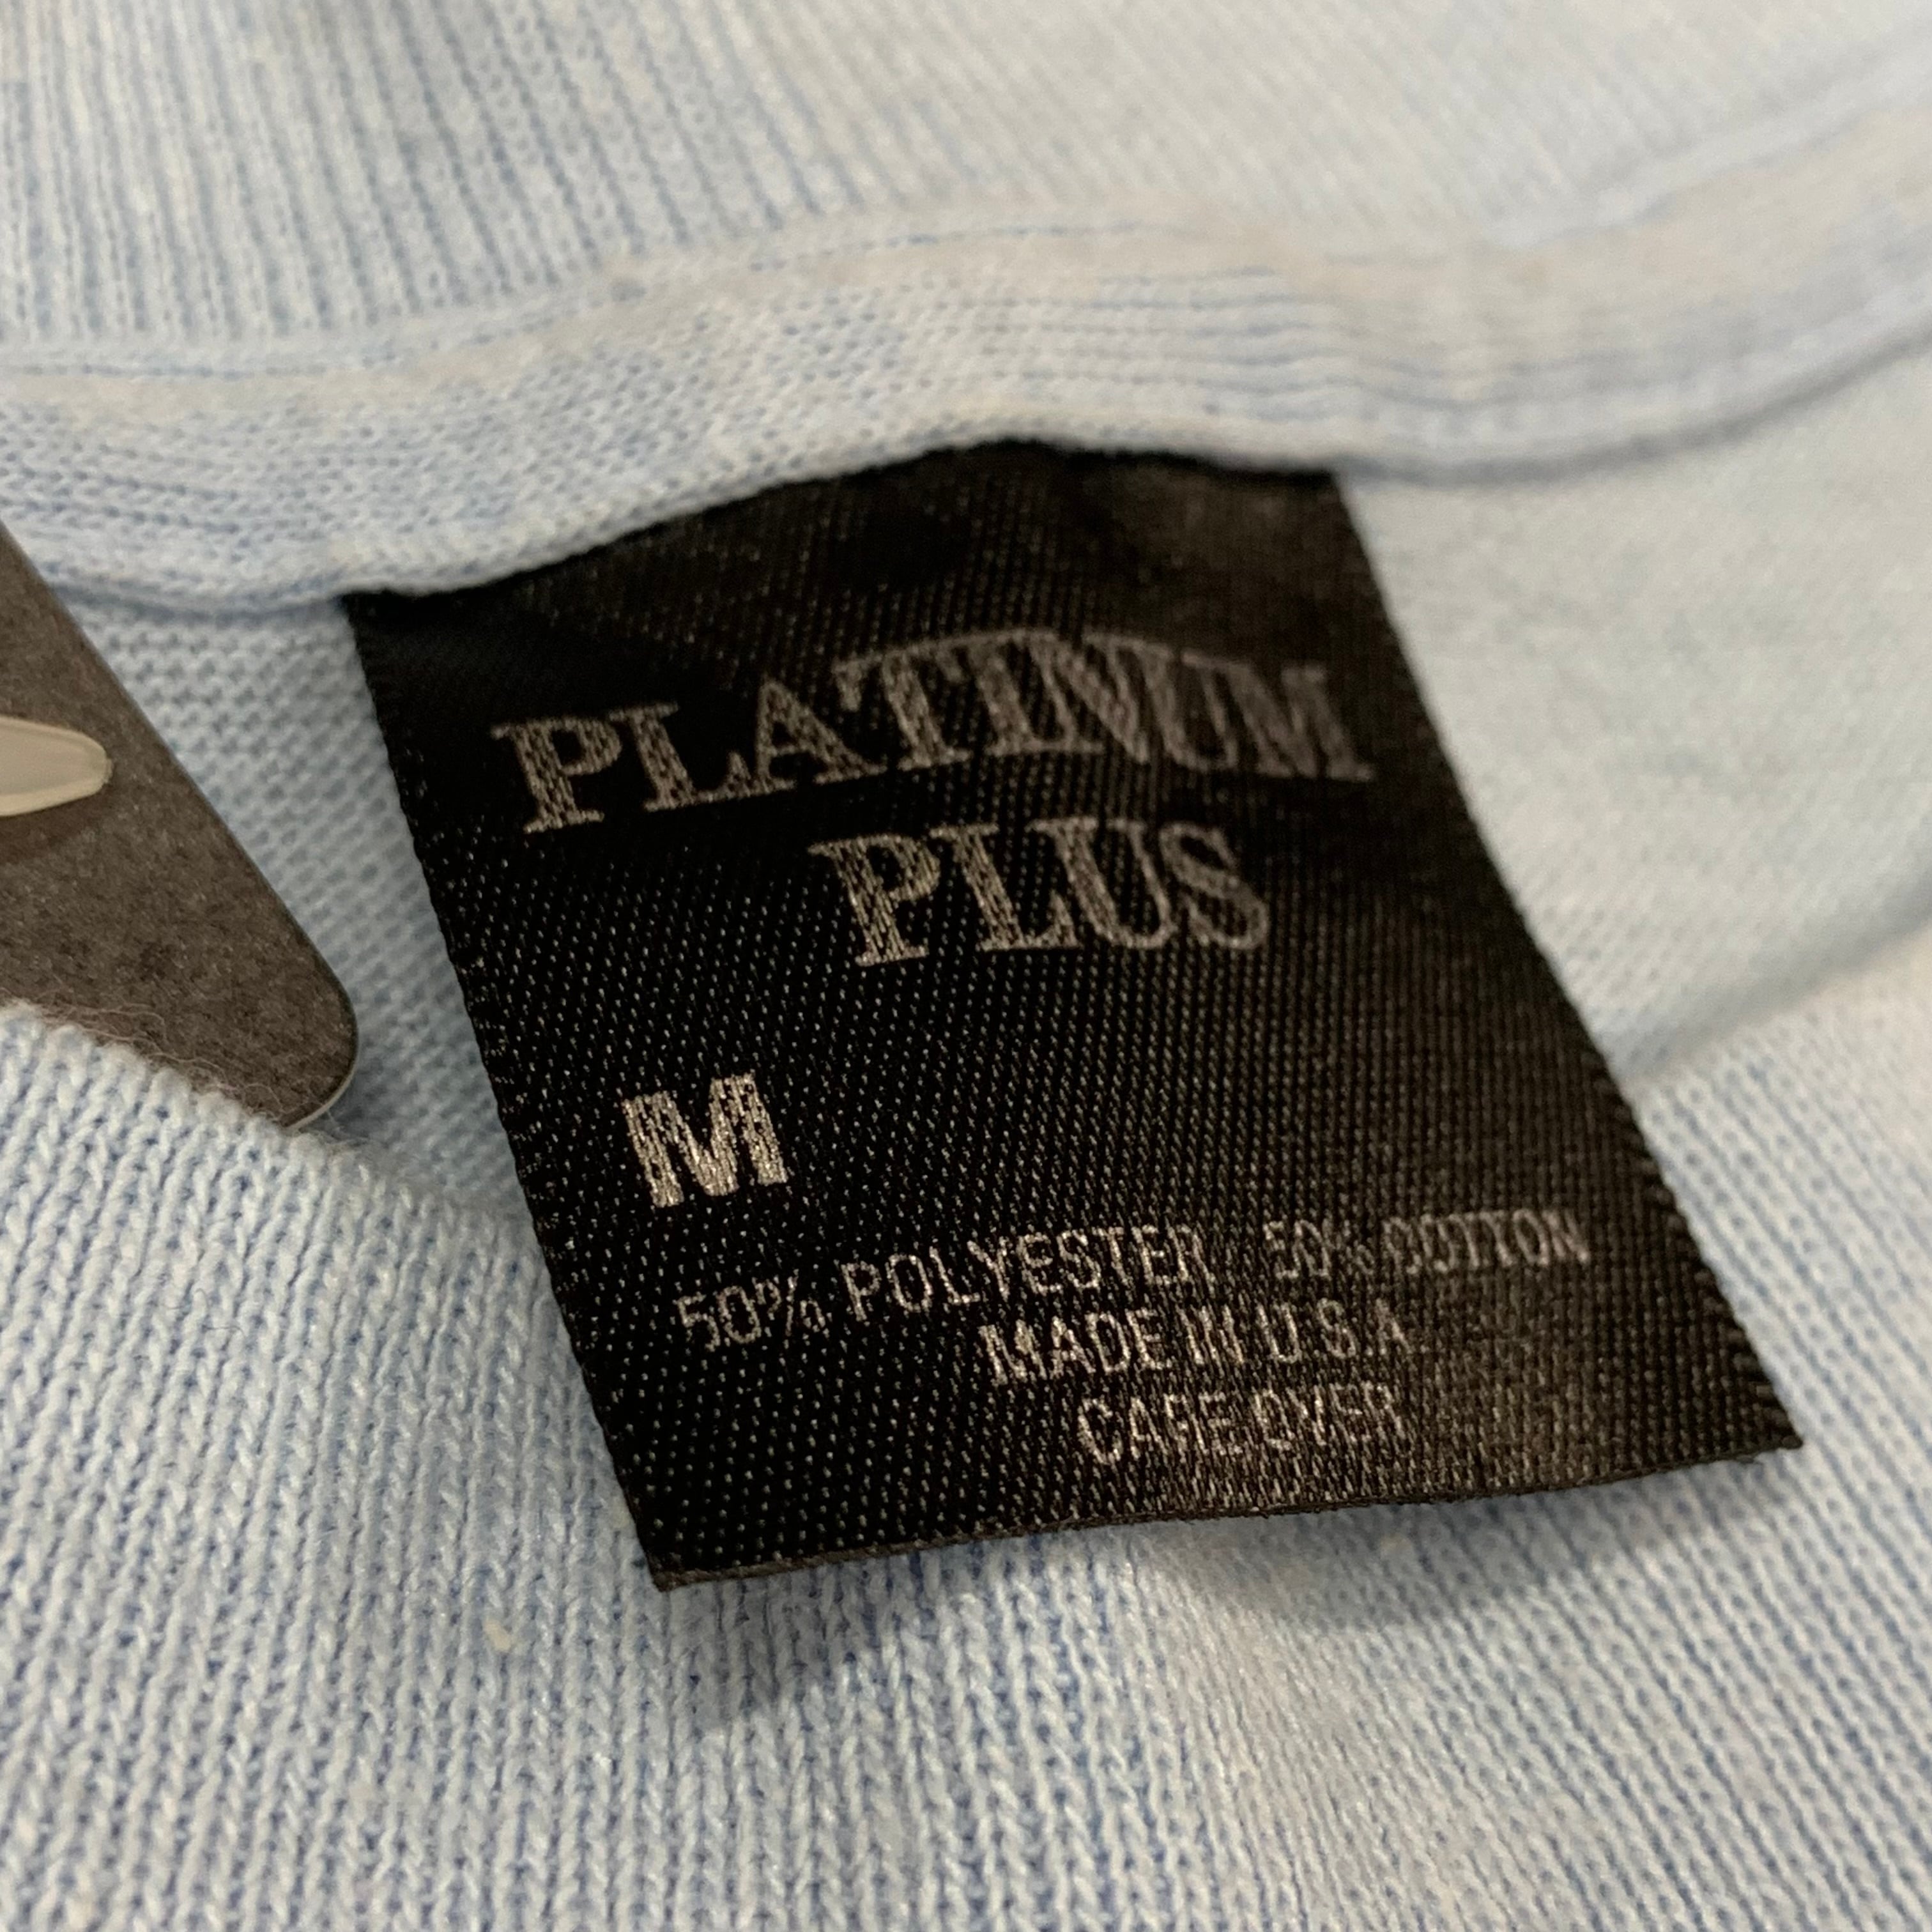 PLATINUM
PLUS
M
50% POLYESTER 50% COTTON
MADE IN U.S.A.
CARE OVER